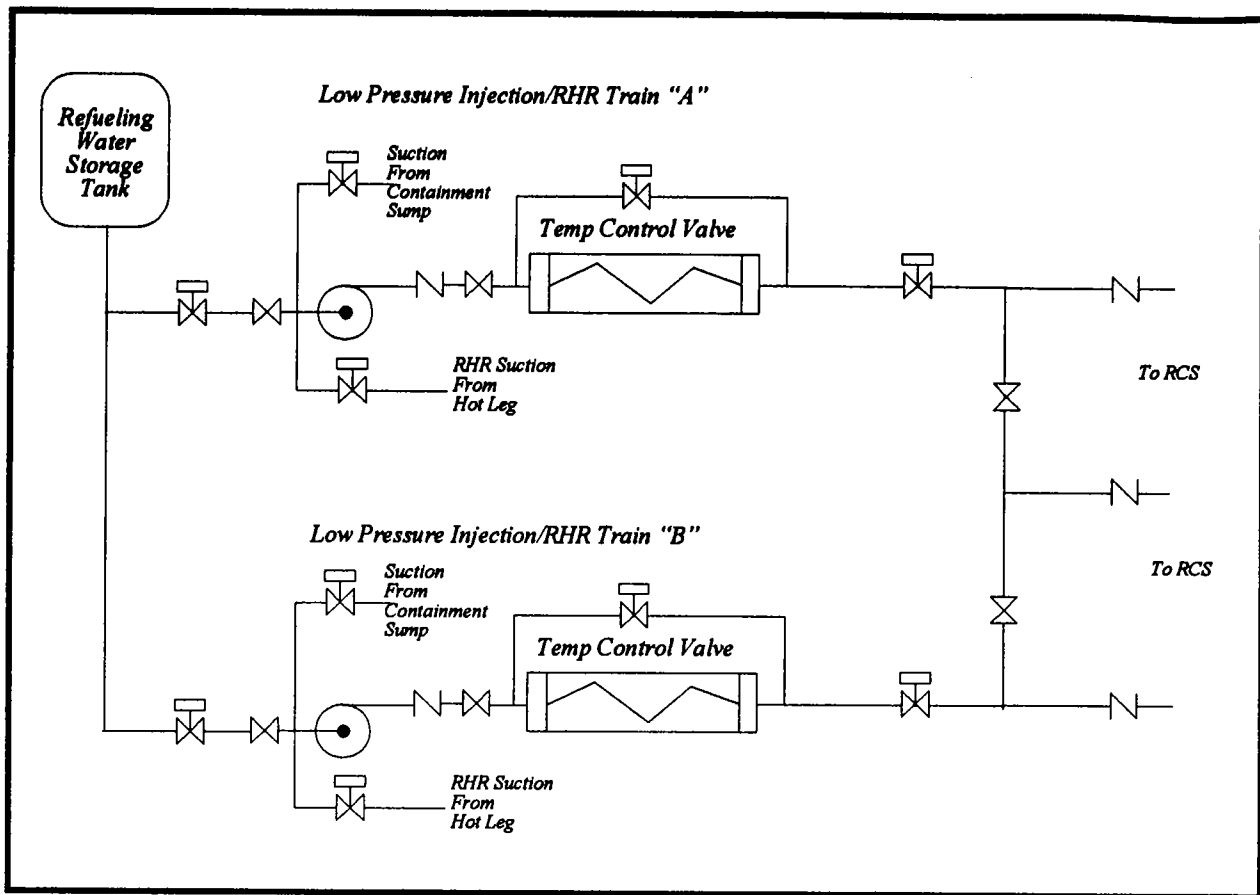 Low Pressure Injection/RHR Train "A"
Refueling
Water
Storage
Tank
Suction
From
Containment
Sump
Temp Control Valve
RHR Suction
From
Hot Leg
To RCS
Low Pressure Injection/RHR Train "B"
Suction
From
Containment
Sump
To RCS
Temp Control Valve
RHR Suction
From
Hot Leg